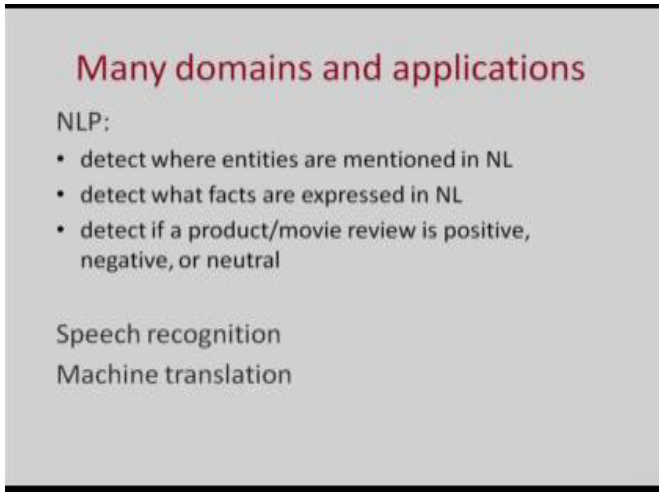 Many domains and applications
NLP:
• detect where entities are mentioned in NL
• detect what facts are expressed in NL
• detect if a product/movie review is positive,
negative, or neutral
Speech recognition
Machine translation